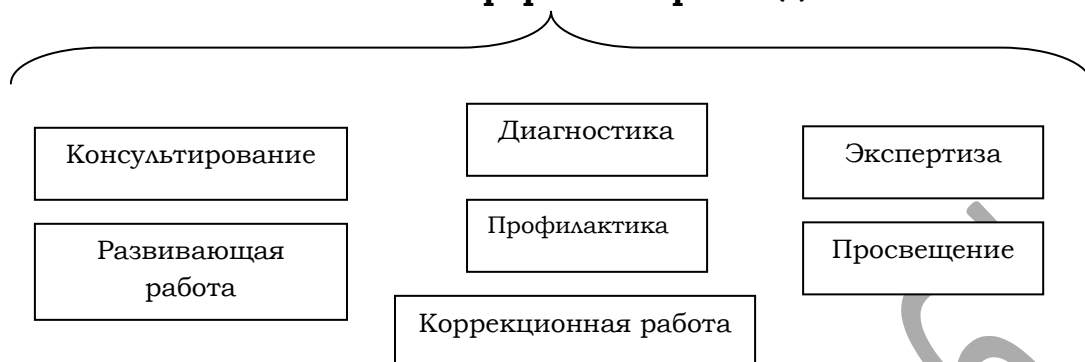 Консультирование
Диагностика
Экспертиза
Развивающая
работа
Профилактика
Просвещение
Коррекционная работа